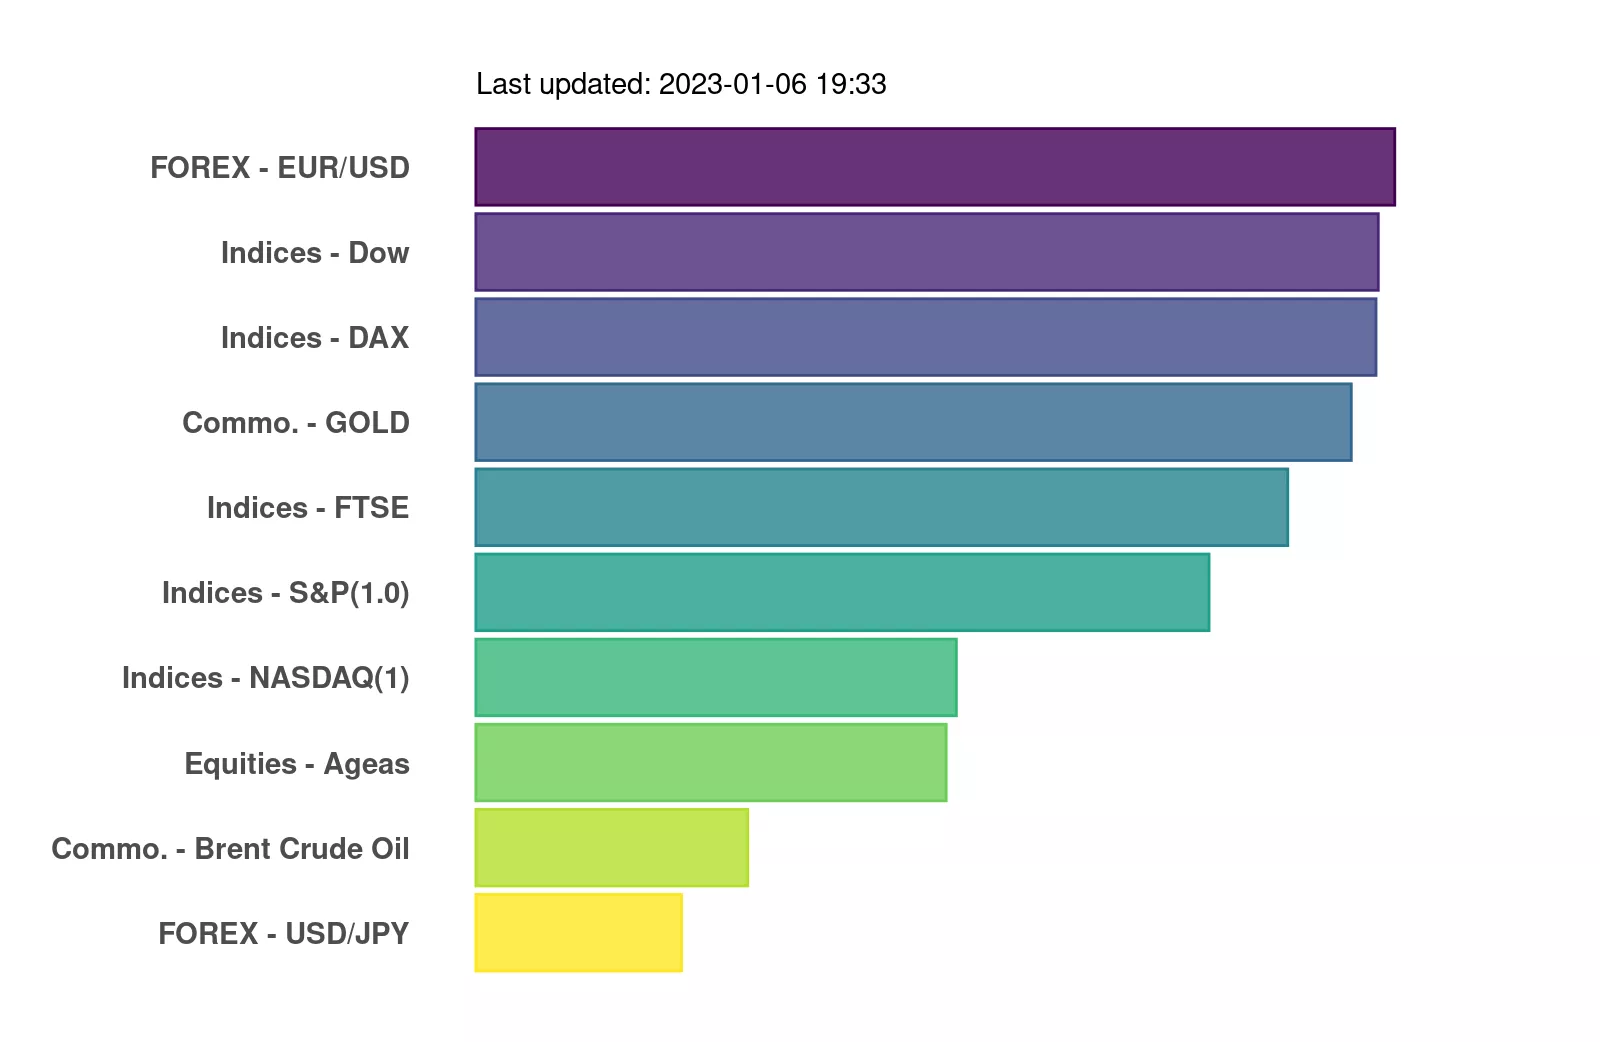 Last updated: 2023-01-06 19:33
FOREX - EUR/USD
Indices - Dow
Indices - DAX
Commo. - GOLD
Indices - FTSE
Indices - S&P(1.0)
Indices - NASDAQ(1)
Equities - Ageas
Commo. - Brent Crude Oil
FOREX - USD/JPY